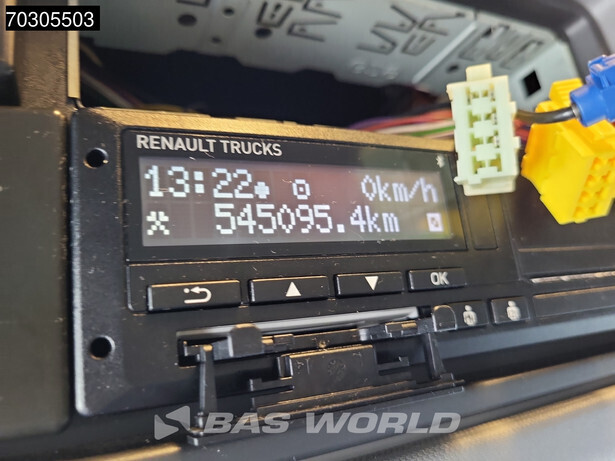 70305503
RENAULT TRUCKS
13:22 0km/h
545095.4km
OK
BAS WORLD